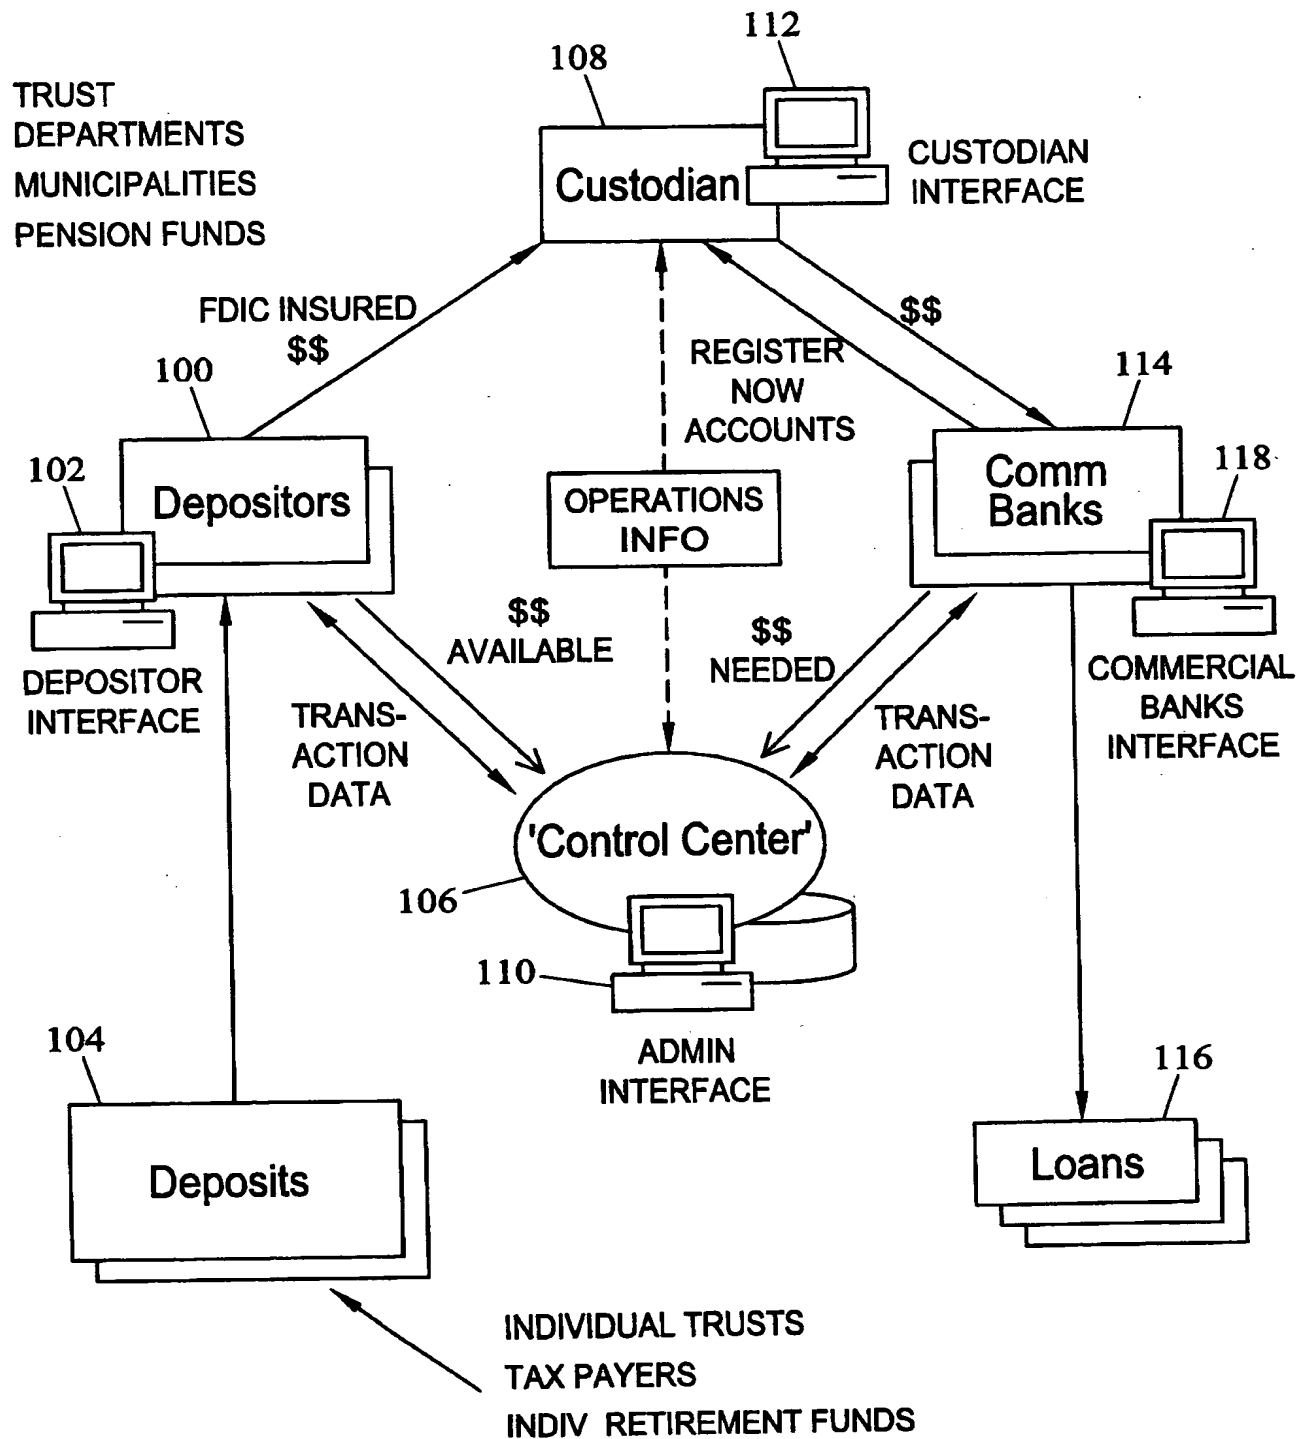 112
108
TRUST
DEPARTMENTS
MUNICIPALITIES
PENSION FUNDS
Custodian
CUSTODIAN
INTERFACE
FDIC INSURED
$$
$$
REGISTER
NOW
ACCOUNTS
100
114
102
Depositors
OPERATIONS
INFO
Comm
Banks
118
$$
AVAILABLE
$$
NEEDED
DEPOSITOR
INTERFACE
COMMERCIAL
BANKS
INTERFACE
TRANS-
ACTION
DATA
TRANS-
ACTION
DATA
'Control Center'
106
110
ADMIN
INTERFACE
104
116
Deposits
Loans
INDIVIDUAL TRUSTS
TAX PAYERS
INDIV RETIREMENT FUNDS